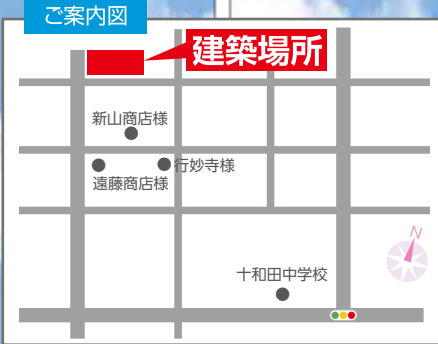 ご案内図
建築場所
新山商店様
行妙寺様
遠藤商店様
N
十和田中学校